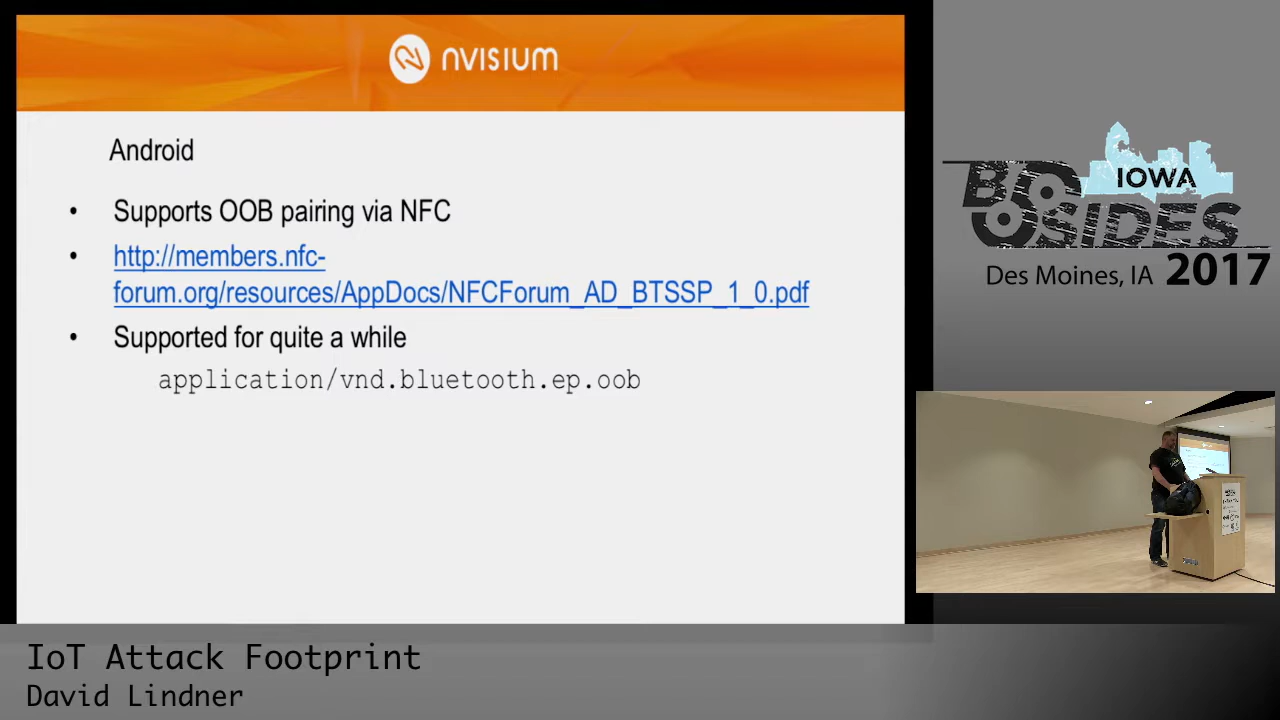 nVISIUM
Android
• Supports OOB pairing via NFC
• http://members.nfc-
forum.org/resources/AppDocs/NFCForum_AD_BTSSP_1_0.pdf
• Supported for quite a while
application/vnd.bluetooth.ep.oob
IOWA
BSIDES
Des Moines, IA 2017
IoT Attack Footprint
David Lindner